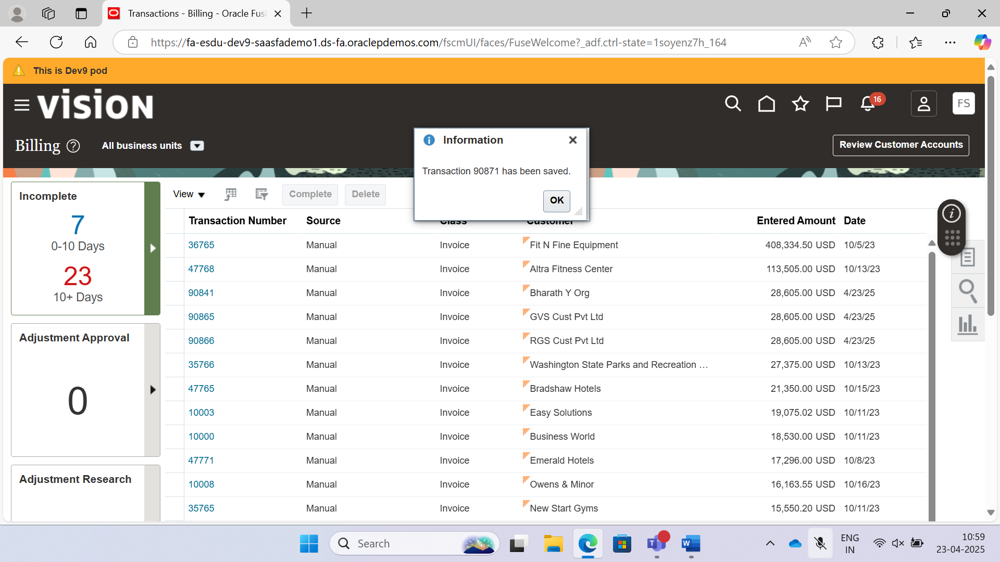 Transactions - Billing - Oracle Fusi
https://fa-esdu-dev9-saasfademo1.ds-fa.oraclepdemos.com/fscmUI/faces/FuseWelcome?_adf.ctrl-state=1soyenz7h_164
This is Dev9 pod
VISION
16
FS
Billing
All business units
Review Customer Accounts
Information
Transaction 90871 has been saved.
OK
Incomplete
7
0-10 Days
23
10+ Days
Adjustment Approval
0
Adjustment Research
View
Complete
Delete
Transaction Number Source Class Customer Entered Amount Date
36765 Manual Invoice Fit N Fine Equipment 408,334.50 USD 10/5/23
47768 Manual Invoice Altra Fitness Center 113,505.00 USD 10/13/23
90841 Manual Invoice Bharath Y Org 28,605.00 USD 4/23/25
90865 Manual Invoice GVS Cust Pvt Ltd 28,605.00 USD 4/23/25
90866 Manual Invoice RGS Cust Pvt Ltd 28,605.00 USD 4/23/25
35766 Manual Invoice Washington State Parks and Recreation ... 27,375.00 USD 10/13/23
47765 Manual Invoice Bradshaw Hotels 21,350.00 USD 10/15/23
10003 Manual Invoice Easy Solutions 19,075.02 USD 10/11/23
10000 Manual Invoice Business World 18,530.00 USD 10/11/23
47771 Manual Invoice Emerald Hotels 17,296.00 USD 10/8/23
10008 Manual Invoice Owens & Minor 16,163.55 USD 10/16/23
35765 Manual Invoice New Start Gyms 15,550.20 USD 10/11/23
Search
ENG
IN
10:59
23-04-2025